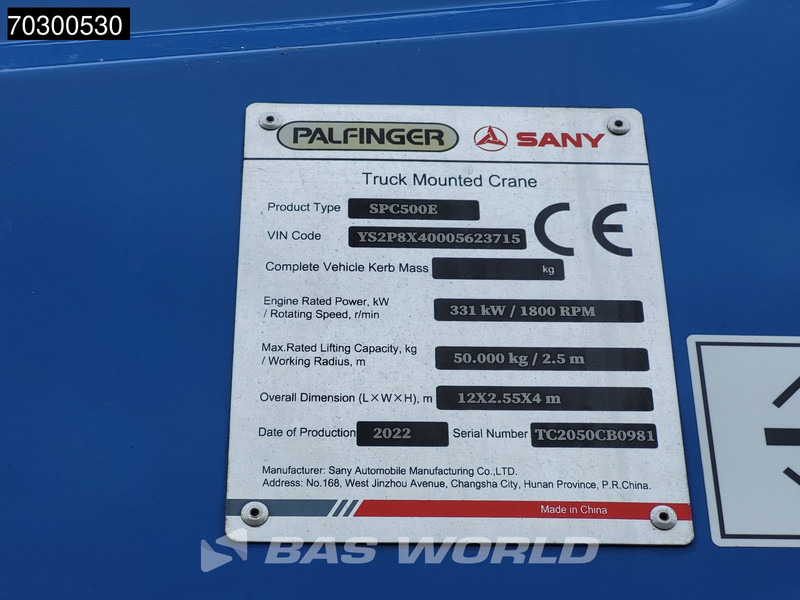 70300530
PALFINGER SANY
Truck Mounted Crane
Product Type SPC500E
VIN Code YS2P8X40005623715
CE
Complete Vehicle Kerb Mass kg
Engine Rated Power, kW
/ Rotating Speed, r/min
331 kW / 1800 RPM
Max.Rated Lifting Capacity, kg
/ Working Radius, m
50.000 kg / 2.5 m
Overall Dimension (L×W×H), m 12X2.55X4 m
Date of Production 2022 Serial Number TC2050CB0981
Manufacturer: Sany Automobile Manufacturing Co.,LTD.
Address: No.168, West Jinzhou Avenue, Changsha City, Hunan Province, P.R.China.
Made in China
BAS WORLD